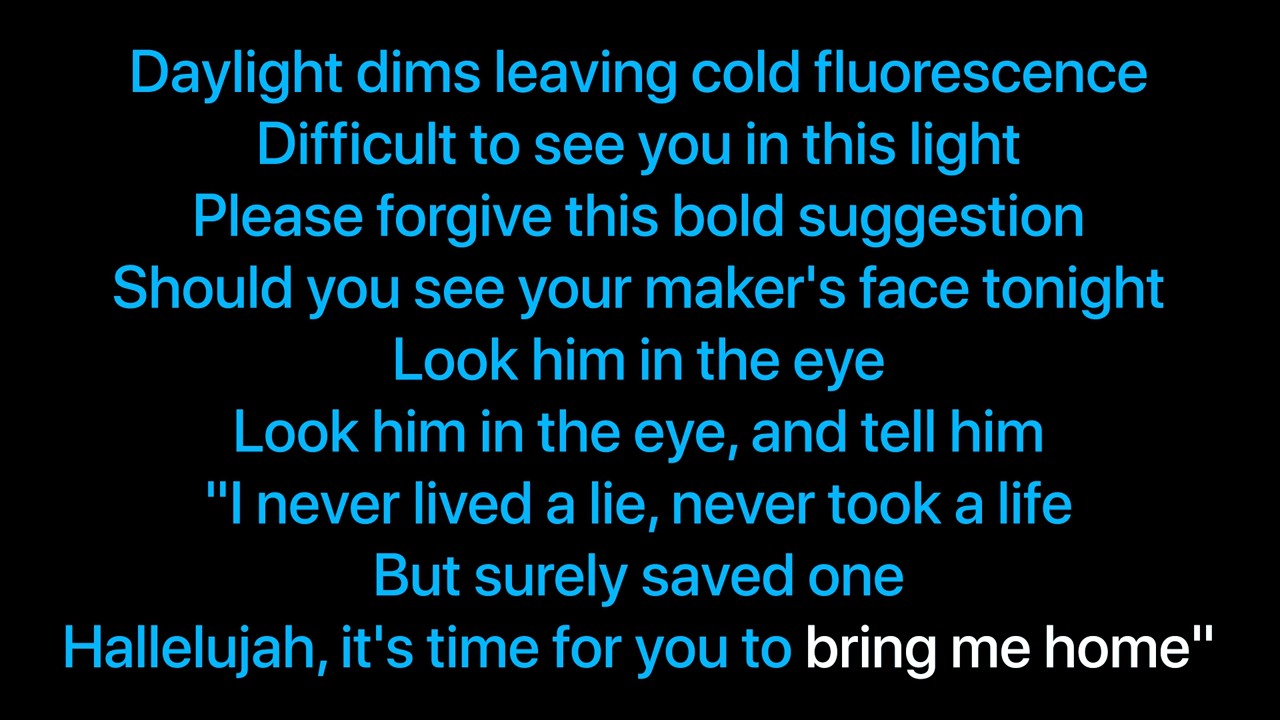 Daylight dims leaving cold fluorescence
Difficult to see you in this light
Please forgive this bold suggestion
Should you see your maker's face tonight
Look him in the eye
Look him in the eye, and tell him
"I never lived a lie, never took a life
But surely saved one
Hallelujah, it's time for you to bring me home"